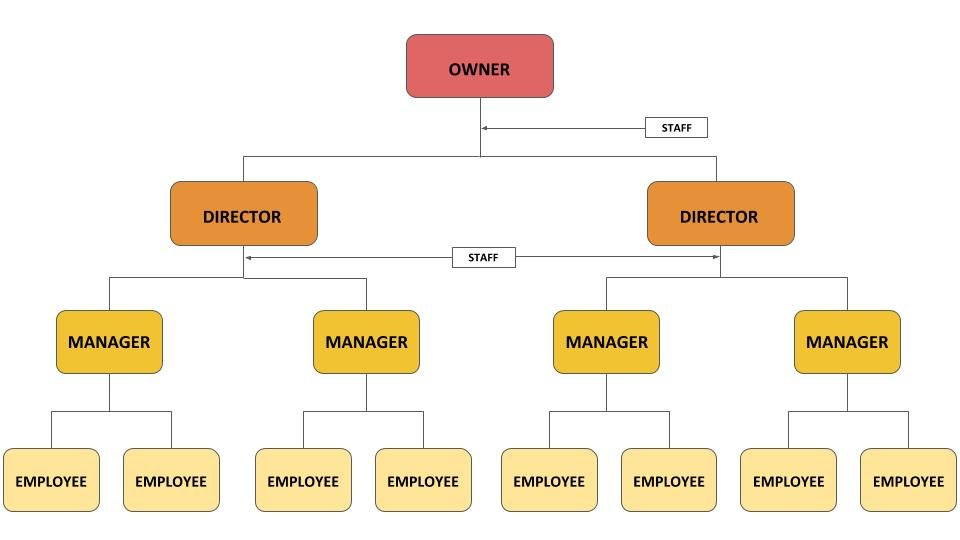 OWNER
STAFF
DIRECTOR
DIRECTOR
STAFF
MANAGER
MANAGER
MANAGER
MANAGER
EMPLOYEE
EMPLOYEE
EMPLOYEE
EMPLOYEE
EMPLOYEE
EMPLOYEE
EMPLOYEE
EMPLOYEE